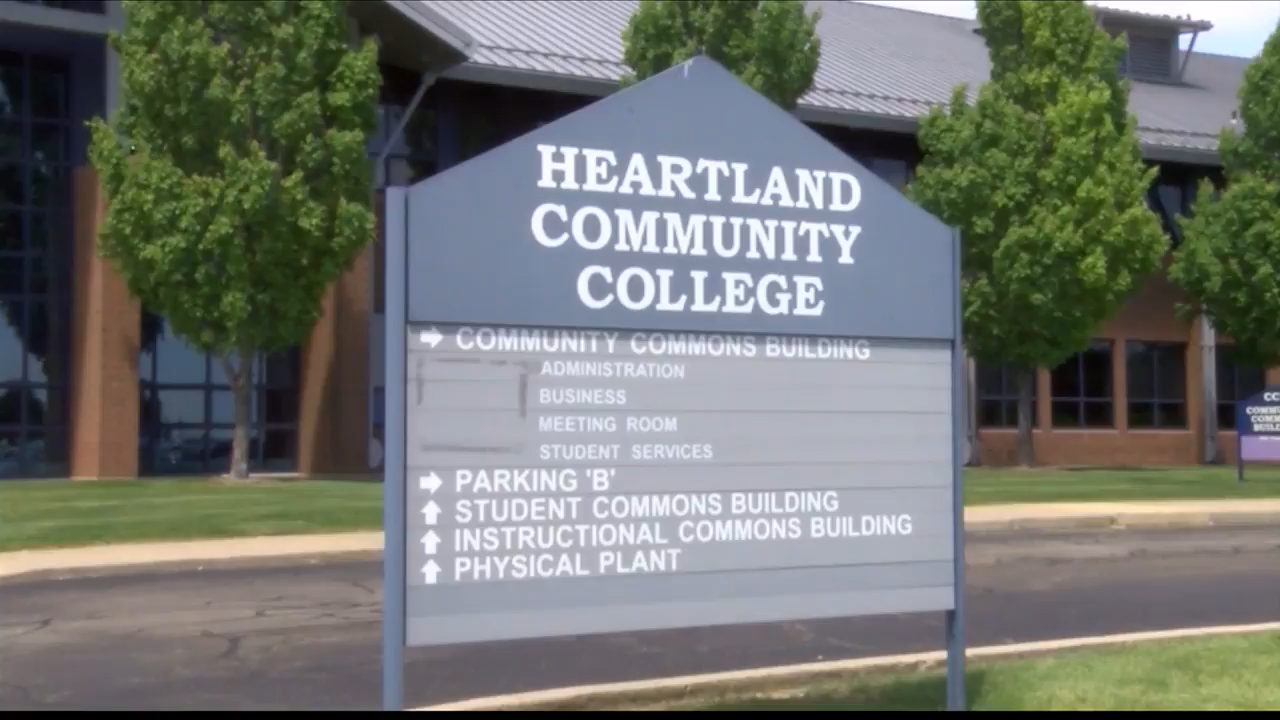 HEARTLAND
COMMUNITY
COLLEGE
COMMUNITY COMMONS BUILDING
ADMINISTRATION
BUSINESS
MEETING ROOM
STUDENT SERVICES
PARKING 'B'
STUDENT COMMONS BUILDING
INSTRUCTIONAL COMMONS BUILDING
PHYSICAL PLANT